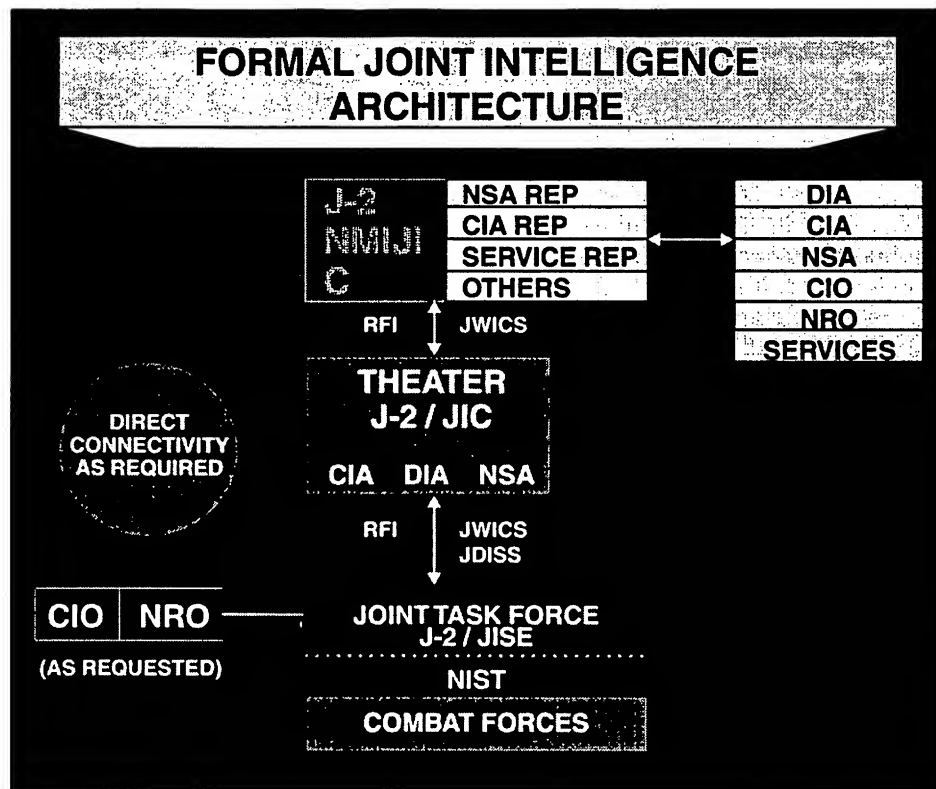 FORMAL JOINT INTELLIGENCE
ARCHITECTURE
J-2
NMIJI
C
NSA REP
CIA REP
SERVICE REP
OTHERS
DIA
CIA
NSA
CIO
NRO
SERVICES
RFI
JWICS
THEATER
J-2 / JIC
CIA DIA NSA
DIRECT
CONNECTIVITY
AS REQUIRED
RFI
JWICS
JDISS
CIO NRO
(AS REQUESTED)
JOINT TASK FORCE
J-2 / JISE
NIST
COMBAT FORCES